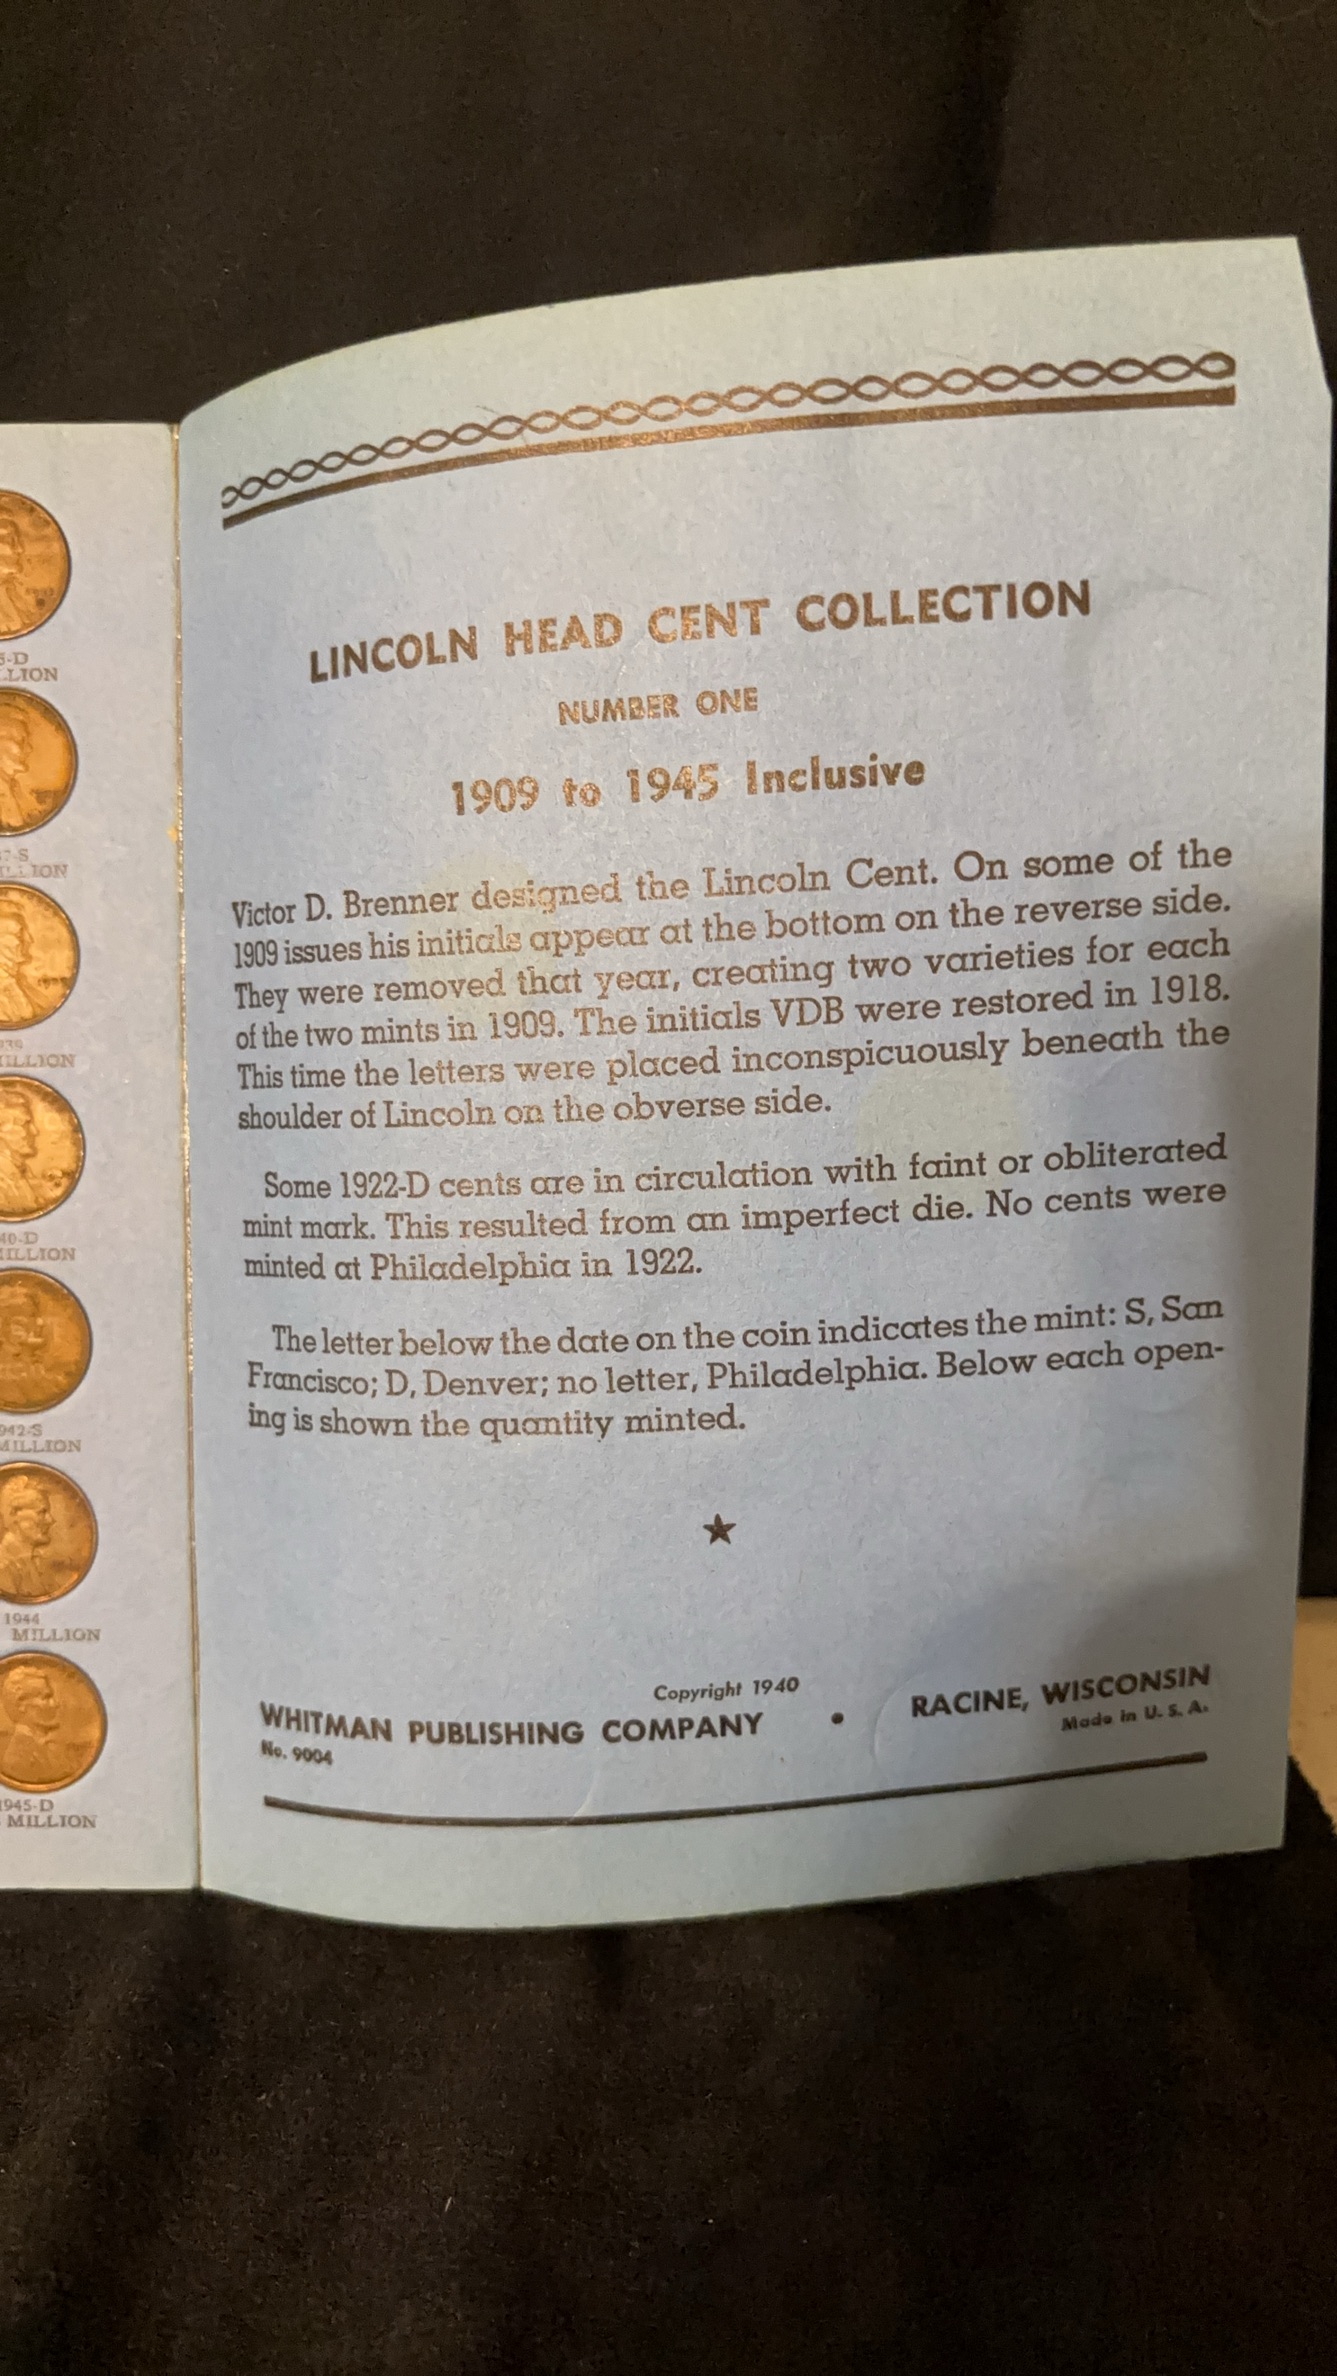 LINCOLN HEAD CENT COLLECTION
NUMBER ONE
1909 to 1945 Inclusive
Victor D. Brenner designed the Lincoln Cent. On some of the
1909 issues his initials appear at the bottom on the reverse side.
They were removed that year, creating two varieties for each
of the two mints in 1909. The initials VDB were restored in 1918.
This time the letters were placed inconspicuously beneath the
shoulder of Lincoln on the obverse side.
Some 1922-D cents are in circulation with faint or obliterated
mint mark. This resulted from an imperfect die. No cents were
minted at Philadelphia in 1922.
The letter below the date on the coin indicates the mint: S, San
Francisco; D, Denver; no letter, Philadelphia. Below each open-
ing is shown the quantity minted.
Copyright 1940
WHITMAN PUBLISHING COMPANY • RACINE, WISCONSIN
No. 9004
Made in U. S. A.
1944
MILLION
1945-D
MILLION